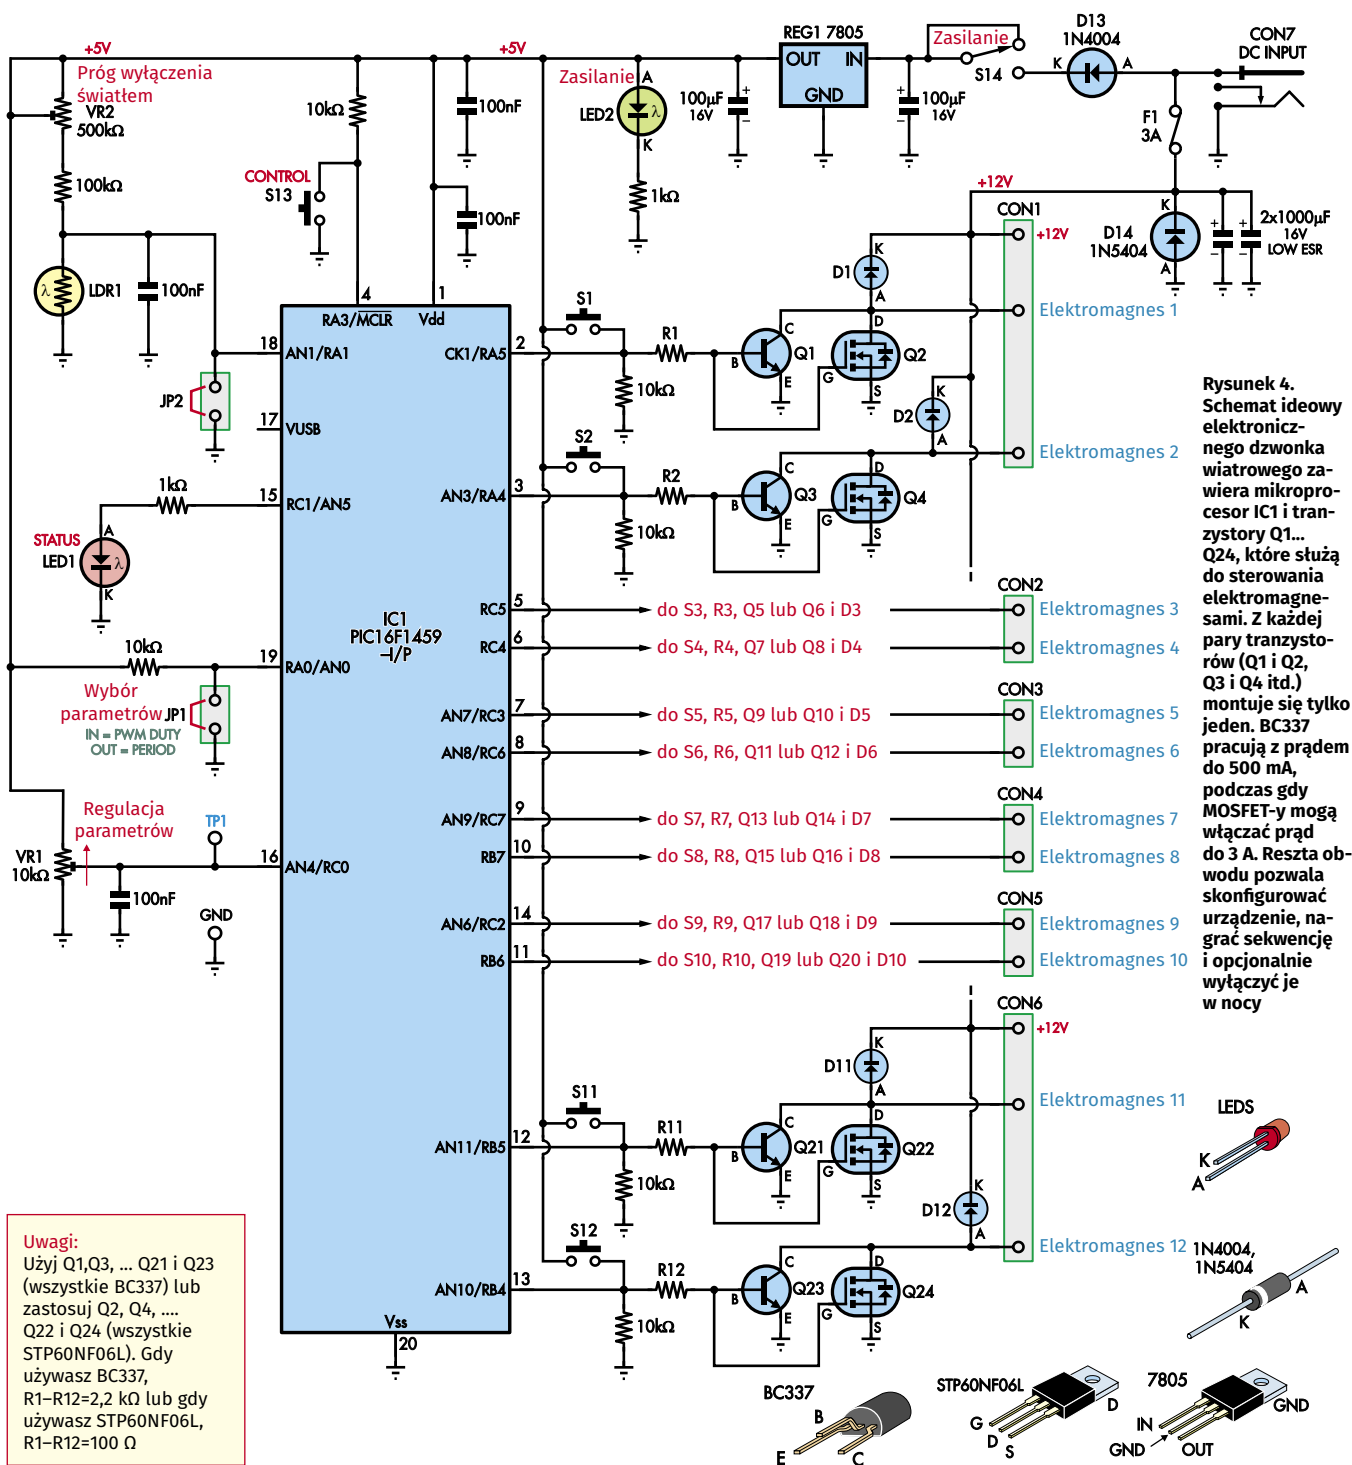 +5V
+5V
REG1 7805
OUT
IN
GND
Zasilanie
S14
D13
1N4004
K
A
CON7
DC INPUT
Próg wyłączenia
światłem
VR2
500kΩ
10kΩ
100nF
Zasilanie
A
LED2
λ
K
100µF
16V
+
−
100µF
16V
+
−
F1
3A
100kΩ
CONTROL
S13
100nF
1kΩ
+12V
CON1
+12V
K
D14
1N5404
A
+
−
+
−
2x1000µF
16V
LOW ESR
λ
LDR1
100nF
4
1
RA3/MCLR
Vdd
S1
K
D1
A
Elektromagnes 1
18
AN1/RA1
CK1/RA5
2
R1
C
B
Q1
E
D
G
Q2
S
10kΩ
JP2
17
VUSB
K
D2
A
S2
Elektromagnes 2
1kΩ
15
RC1/AN5
AN3/RA4
3
R2
C
B
Q3
E
D
G
Q4
S
10kΩ
STATUS
LED1
A
λ
K
IC1
PIC16F1459
–I/P
RC5
5
do S3, R3, Q5 lub Q6 i D3
CON2
Elektromagnes 3
RC4
6
do S4, R4, Q7 lub Q8 i D4
Elektromagnes 4
10kΩ
19
RA0/AN0
Wybór
parametrów
JP1
IN = PWM DUTY
OUT = PERIOD
CON3
AN7/RC3
7
do S5, R5, Q9 lub Q10 i D5
Elektromagnes 5
AN8/RC6
8
do S6, R6, Q11 lub Q12 i D6
Elektromagnes 6
Regulacja
parametrów
TP1
CON4
AN9/RC7
9
do S7, R7, Q13 lub Q14 i D7
Elektromagnes 7
RB7
10
do S8, R8, Q15 lub Q16 i D8
Elektromagnes 8
VR1
10kΩ
16
AN4/RC0
100nF
GND
CON5
AN6/RC2
14
do S9, R9, Q17 lub Q18 i D9
Elektromagnes 9
RB6
11
do S10, R10, Q19 lub Q20 i D10
Elektromagnes 10
CON6
+12V
K
D11
A
Elektromagnes 11
S11
AN11/RB5
12
R11
C
B
Q21
E
D
G
Q22
S
10kΩ
K
D12
A
Elektromagnes 12
S12
AN10/RB4
13
R12
C
B
Q23
E
D
G
Q24
S
10kΩ
Vss
20
Rysunek 4.
Schemat ideowy
elektronicz-
nego dzwonka
wiatrowego za-
wiera mikropro-
cesor IC1 i tran-
zystory Q1...
Q24, które służą
do sterowania
elektromagne-
sami. Z każdej
pary tranzysto-
rów (Q1 i Q2,
Q3 i Q4 itd.)
montuje się tylko
jeden. BC337
pracują z prądem
do 500 mA,
podczas gdy
MOSFET-y mogą
włączać prąd
do 3 A. Reszta ob-
wodu pozwala
skonfigurować
urządzenie, na-
grać sekwencję
i opcjonalnie
wyłączyć je
w nocy
LEDS
K
A
1N4004,
1N5404
A
K
Uwagi:
Użyj Q1,Q3, ... Q21 i Q23
(wszystkie BC337) lub
zastosuj Q2, Q4, ....
Q22 i Q24 (wszystkie
STP60NF06L). Gdy
używasz BC337,
R1–R12=2,2 kΩ lub gdy
używasz STP60NF06L,
R1–R12=100 Ω
BC337
B
E
C
STP60NF06L
G
D
S
D
7805
IN
GND
OUT
GND